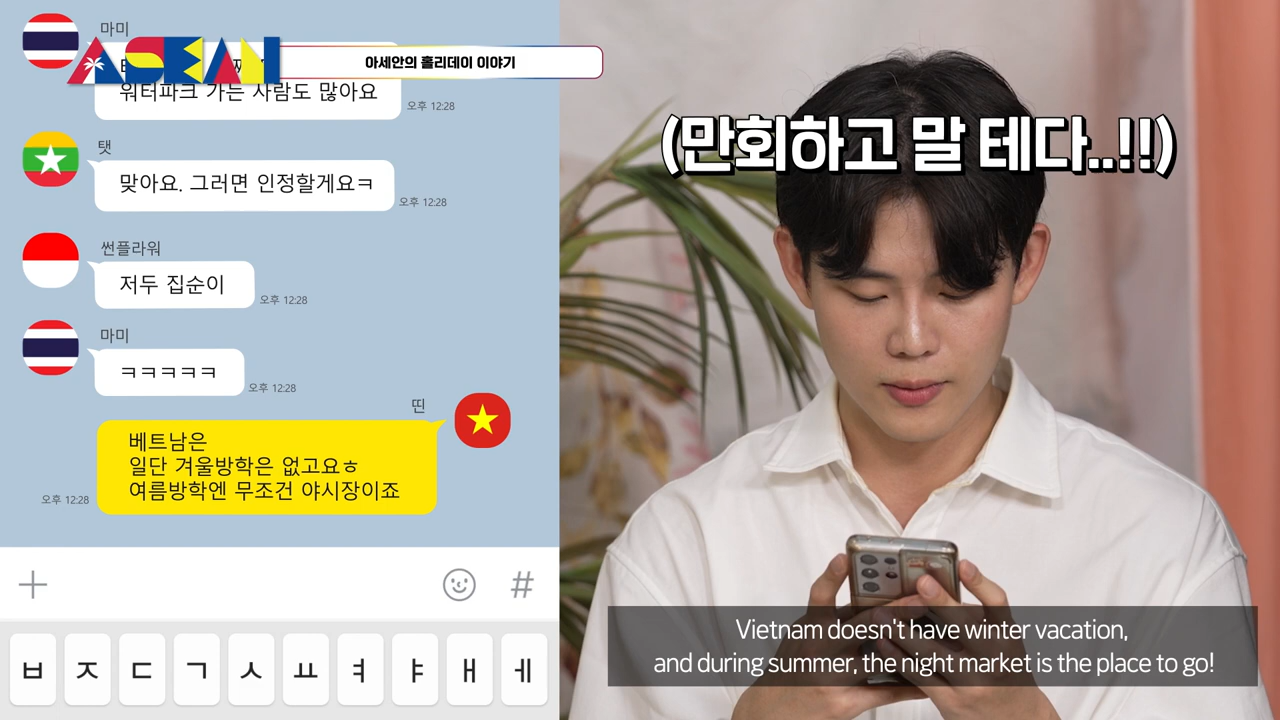 마미
ASEAN
아세안의 홀리데이 이야기
워터파크 가는 사람도 많아요
오후 12:28
탯
맞아요. 그러면 인정할게요ㅋ
오후 12:28
썬플라워
저두 집순이
오후 12:28
마미
ㅋㅋㅋㅋㅋ
오후 12:28
띤
베트남은
일단 겨울방학은 없고요ㅎ
여름방학엔 무조건 야시장이죠
오후 12:28
#
ㅂ ㅈ ㄷ ㄱ ㅅ ㅛ ㅕ ㅑ ㅐ ㅔ
(만회하고 말 테다..!!)
Vietnam doesn't have winter vacation,
and during summer, the night market is the place to go!